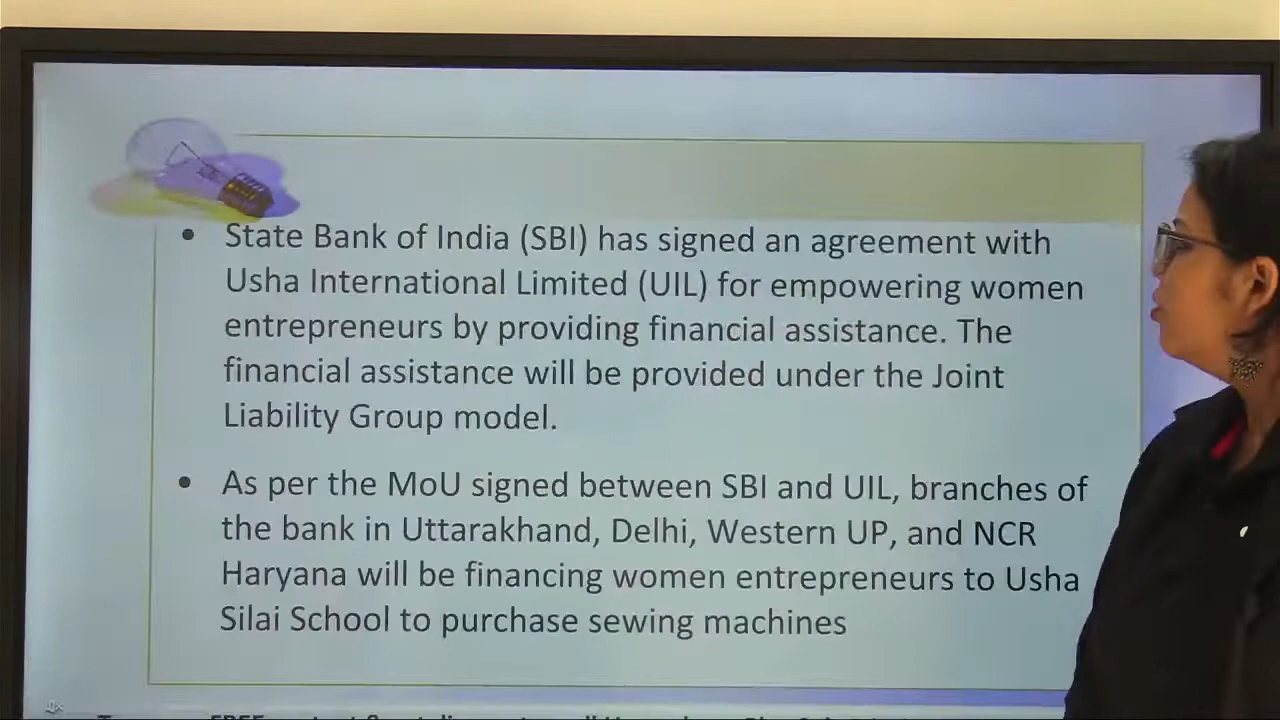 • State Bank of India (SBI) has signed an agreement with
Usha International Limited (UIL) for empowering women
entrepreneurs by providing financial assistance. The
financial assistance will be provided under the Joint
Liability Group model.
• As per the MoU signed between SBI and UIL, branches of
the bank in Uttarakhand, Delhi, Western UP, and NCR
Haryana will be financing women entrepreneurs to Usha
Silai School to purchase sewing machines